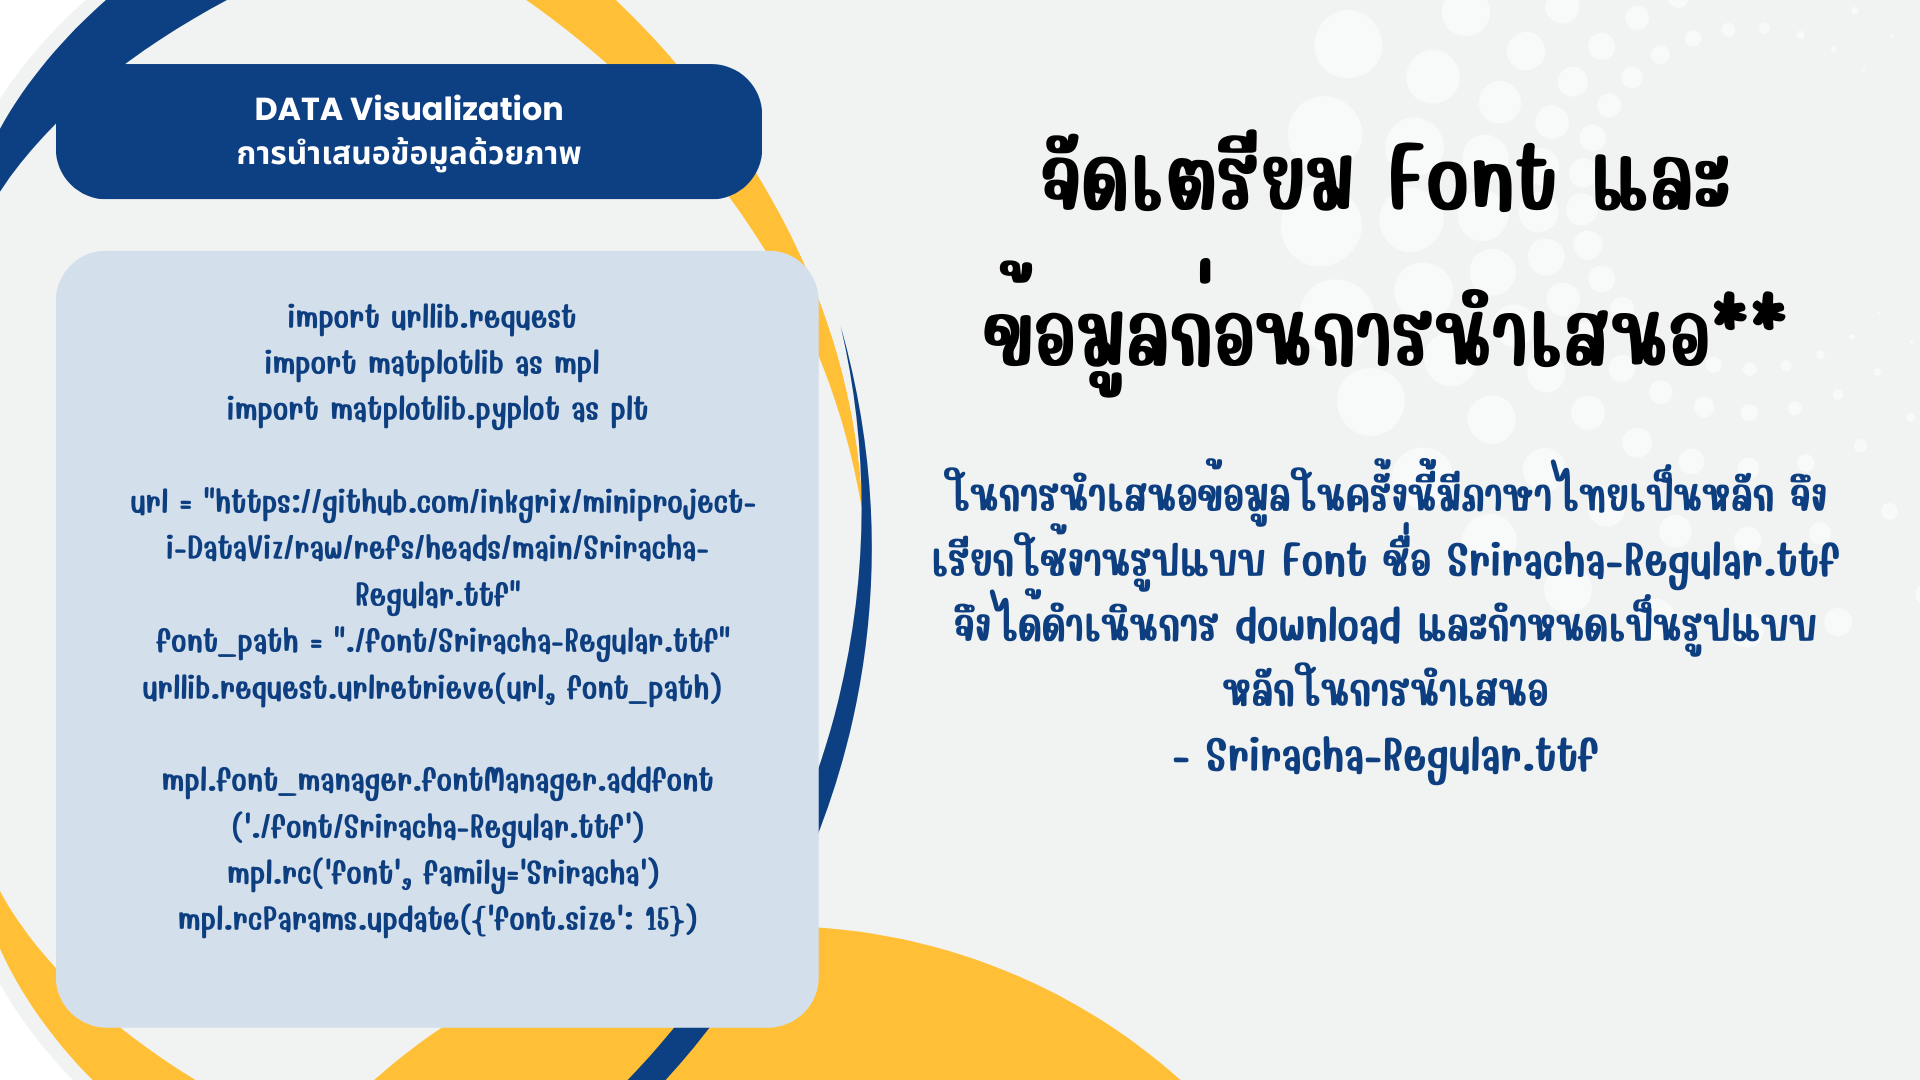 DATA Visualization
การนำเสนอข้อมูลด้วยภาพ
import urllib.request
import matplotlib as mpl
import matplotlib.pyplot as plt
url = "https://github.com/inkgrix/miniproject-
i-DataViz/raw/refs/heads/main/Sriracha-
Regular.ttf"
font_path = "./font/Sriracha-Regular.ttf"
urllib.request.urlretrieve(url, font_path)
mpl.font_manager.fontManager.addfont
('./font/Sriracha-Regular.ttf')
mpl.rc('font', family='Sriracha')
mpl.rcParams.update({'font.size': 15})
จัดเตรียม Font และ
ข้อมูลก่อนการนำเสนอ**
ในการนำเสนอข้อมูลในครั้งนี้มีภาษาไทยเป็นหลัก จึง
เรียกใช้งานรูปแบบ Font ชื่อ Sriracha-Regular.ttf
จึงได้ดำเนินการ download และกำหนดเป็นรูปแบบ
หลักในการนำเสนอ
- Sriracha-Regular.ttf